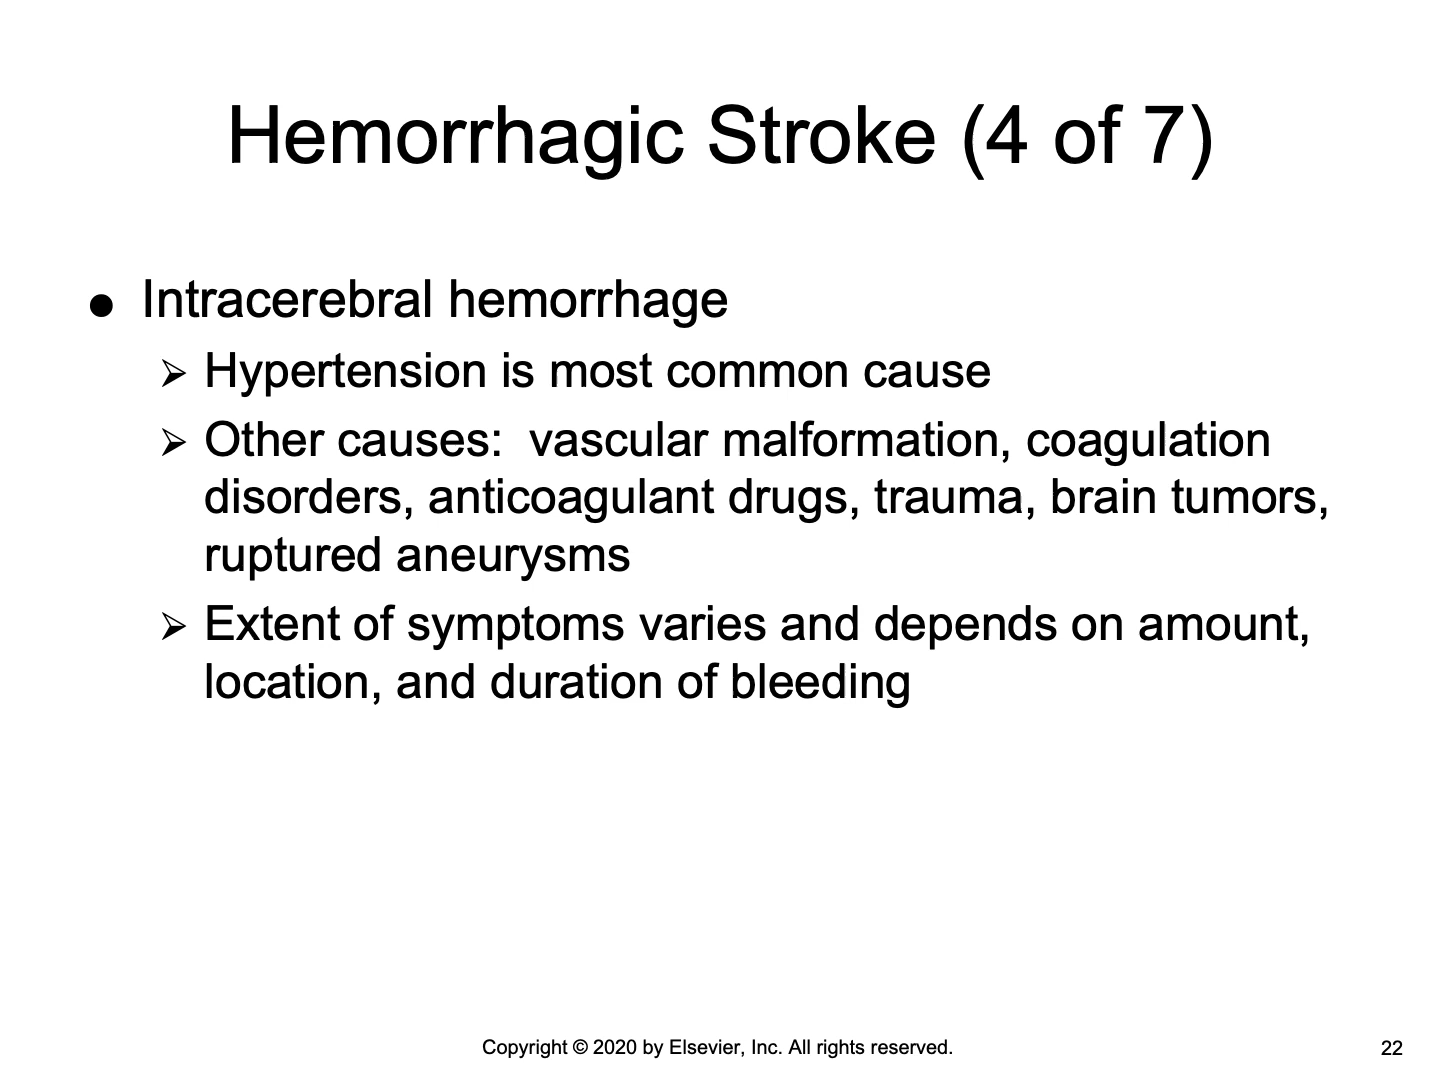 Hemorrhagic Stroke (4 of 7)
● Intracerebral hemorrhage
➢ Hypertension is most common cause
➢ Other causes:  vascular malformation, coagulation
disorders, anticoagulant drugs, trauma, brain tumors,
ruptured aneurysms
➢ Extent of symptoms varies and depends on amount,
location, and duration of bleeding
Copyright © 2020 by Elsevier, Inc. All rights reserved.
22